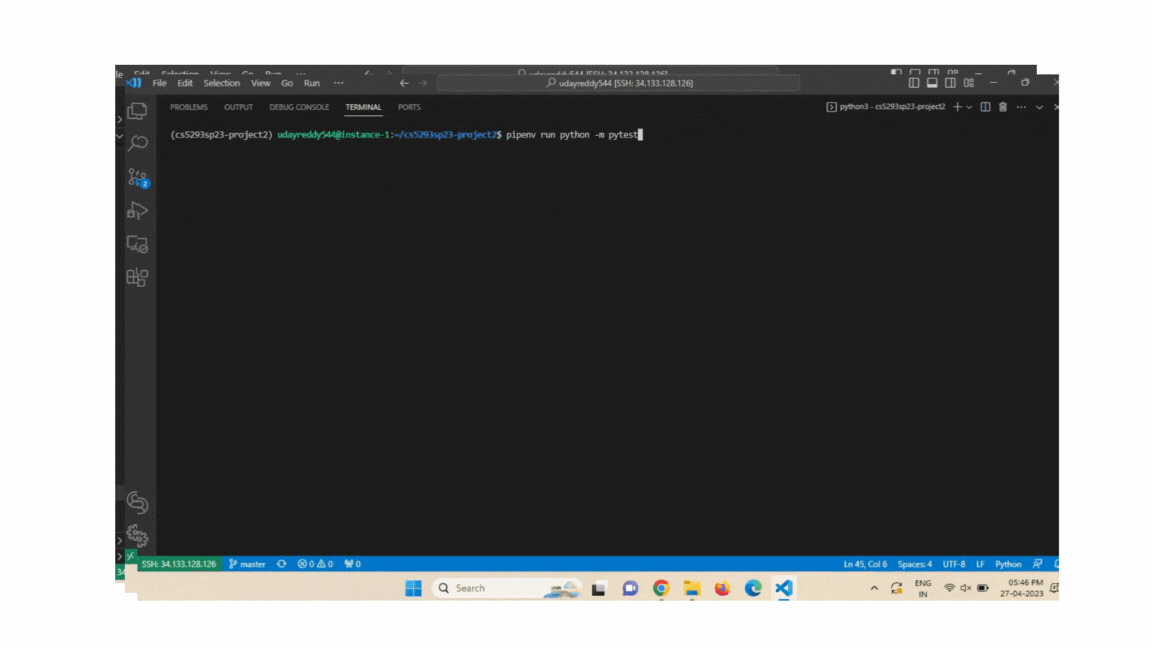 File Edit Selection View Go Run ··· udayreddy544 [SSH: 34.133.128.126]
PROBLEMS OUTPUT DEBUG CONSOLE TERMINAL PORTS python3 - cs5293sp23-project2
(cs5293sp23-project2) udayreddy544@instance-1:~/cs5293sp23-project2$ pipenv run python -m pytest
2
SSH: 34.133.128.126 master 0 0 0 Ln 45, Col 6 Spaces: 4 UTF-8 LF Python
34
Search ENG IN 05:46 PM 27-04-2023